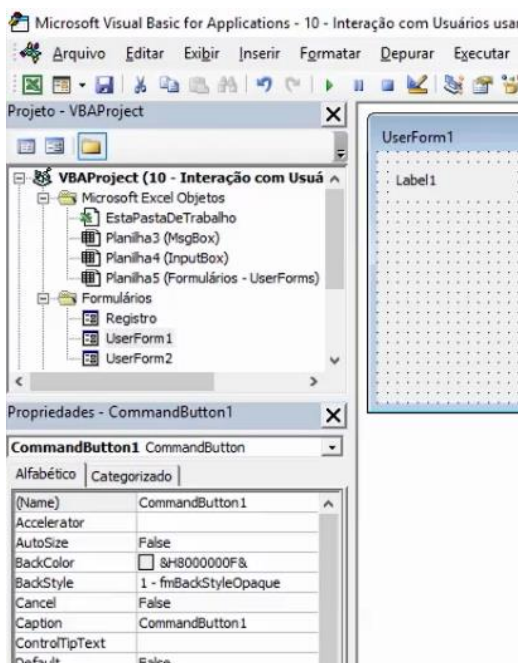 Microsoft Visual Basic for Applications - 10 - Interação com Usuários usa
Arquivo Editar Exibir Inserir Formatar Depurar Executar
Projeto - VBAProject
VBAProject (10 - Interação com Usuá
Microsoft Excel Objetos
EstaPastaDeTrabalho
Planilha3 (MsgBox)
Planilha4 (InputBox)
Planilha5 (Formulários - UserForms)
Formulários
Registro
UserForm1
UserForm2
UserForm1
Label1
Propriedades - CommandButton1
CommandButton1 CommandButton
Alfabético Categorizado
(Name) CommandButton1
Accelerator
AutoSize False
BackColor &H8000000F&
BackStyle 1 - fmBackStyleOpaque
Cancel False
Caption CommandButton1
ControlTipText
Default False